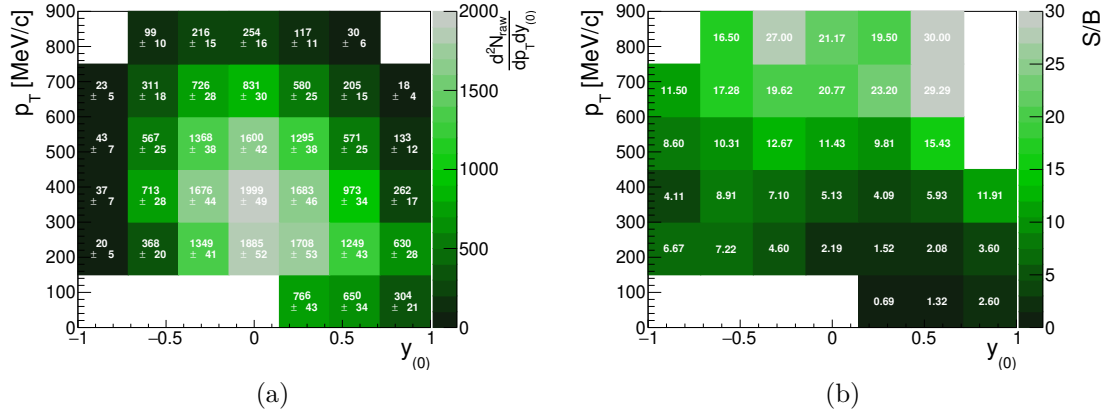 900
800
700
600
500
400
300
200
100
0
p_T [MeV/c]
99 216 254 117 30
± 10 ± 15 ± 16 ± 11 ± 6
23 311 726 831 580 205 18
± 5 ± 18 ± 28 ± 30 ± 25 ± 15 ± 4
43 567 1368 1600 1295 571 133
± 7 ± 25 ± 38 ± 42 ± 38 ± 25 ± 12
37 713 1676 1999 1683 973 262
± 7 ± 28 ± 44 ± 49 ± 46 ± 34 ± 17
20 368 1349 1885 1708 1249 630
± 5 ± 20 ± 41 ± 52 ± 53 ± 43 ± 28
766 650 304
± 43 ± 34 ± 21
−1 −0.5 0 0.5 1
y_(0)
2000
1500
1000
500
0
d²N_raw
dp_T dy_(0)
(a)
900
800
700
600
500
400
300
200
100
0
p_T [MeV/c]
16.50 27.00 21.17 19.50 30.00
11.50 17.28 19.62 20.77 23.20 29.29
8.60 10.31 12.67 11.43 9.81 15.43
4.11 8.91 7.10 5.13 4.09 5.93 11.91
6.67 7.22 4.60 2.19 1.52 2.08 3.60
0.69 1.32 2.60
−1 −0.5 0 0.5 1
y_(0)
30
25
20
15
10
5
0
S/B
(b)